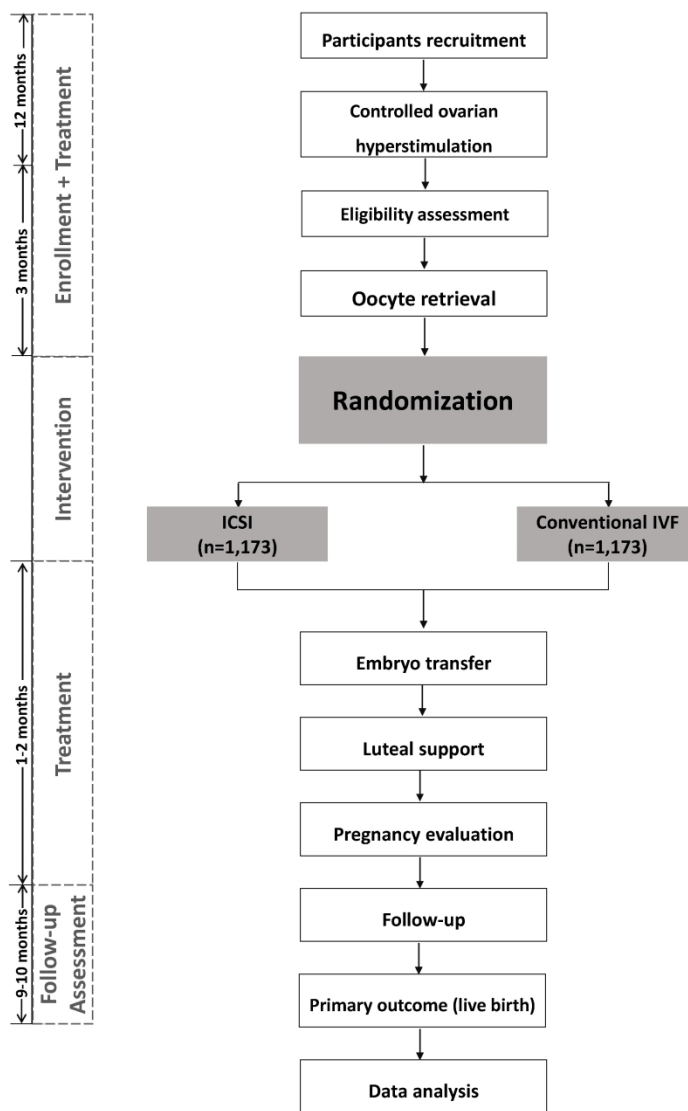 Participants recruitment
Controlled ovarian
hyperstimulation
Eligibility assessment
Oocyte retrieval
Randomization
ICSI
(n=1,173)
Conventional IVF
(n=1,173)
Embryo transfer
Luteal support
Pregnancy evaluation
Follow-up
Primary outcome (live birth)
Data analysis
12 months
3 months
Enrollment + Treatment
Intervention
1-2 months
Treatment
9-10 months
Follow-up
Assessment